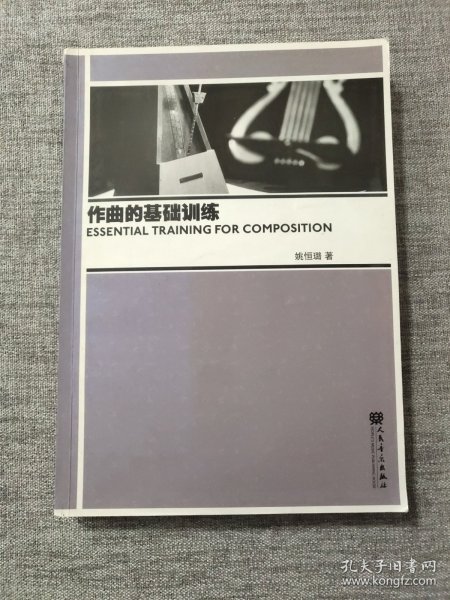 作曲的基础训练
ESSENTIAL TRAINING FOR COMPOSITION
姚恒璐 著
人民音乐出版社
孔夫子旧书网
www.kongfz.com